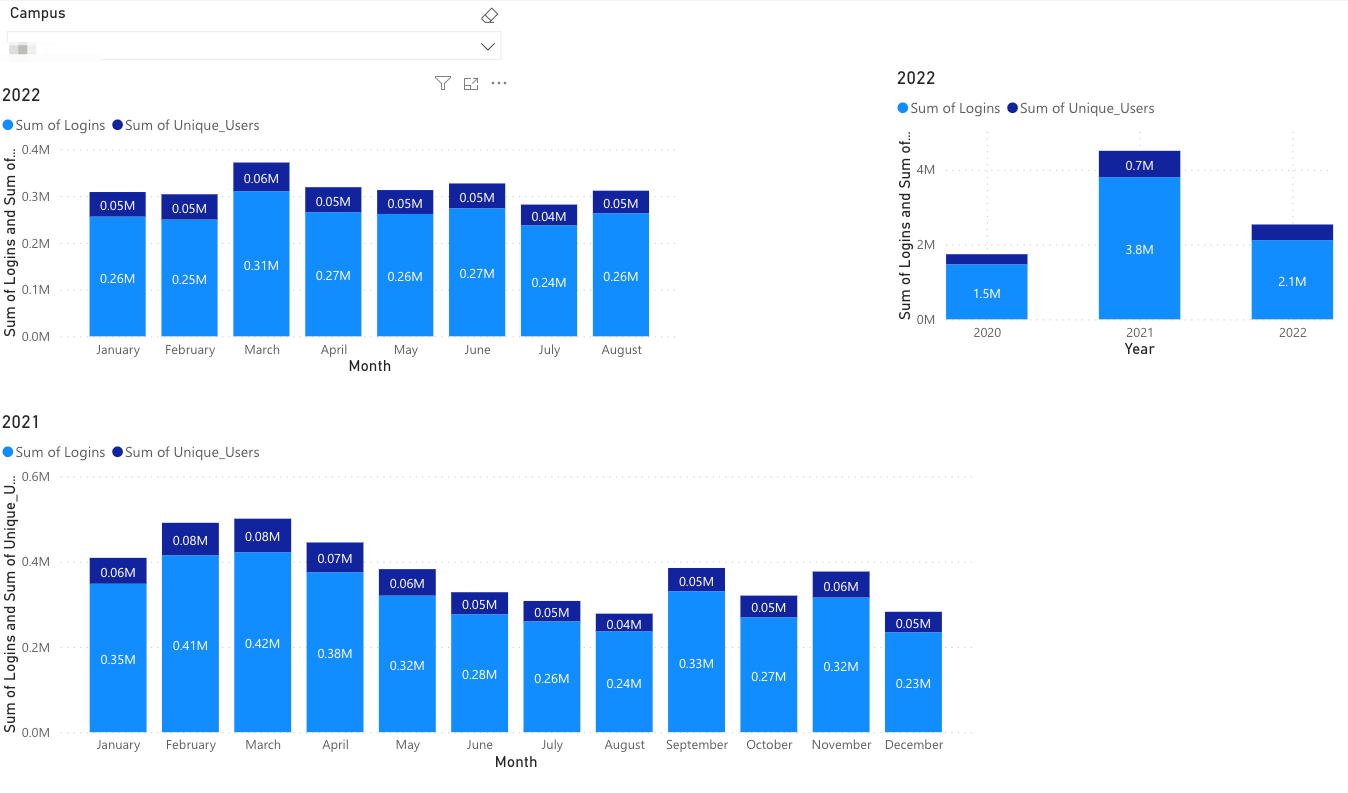 Campus
2022
Sum of Logins Sum of Unique_Users
Sum of Logins and Sum of...
0.4M
0.3M
0.2M
0.1M
0.0M
0.05M 0.05M 0.06M 0.05M 0.05M 0.05M 0.04M 0.05M
0.26M 0.25M 0.31M 0.27M 0.26M 0.27M 0.24M 0.26M
January February March April May June July August
Month
2022
Sum of Logins Sum of Unique_Users
Sum of Logins and Sum of...
4M
2M
0M
0.7M
1.5M 3.8M 2.1M
2020 2021 2022
Year
2021
Sum of Logins Sum of Unique_Users
Sum of Logins and Sum of Unique_U...
0.6M
0.4M
0.2M
0.0M
0.06M 0.08M 0.08M 0.07M 0.06M 0.05M 0.05M 0.04M 0.05M 0.05M 0.06M 0.05M
0.35M 0.41M 0.42M 0.38M 0.32M 0.28M 0.26M 0.24M 0.33M 0.27M 0.32M 0.23M
January February March April May June July August September October November December
Month